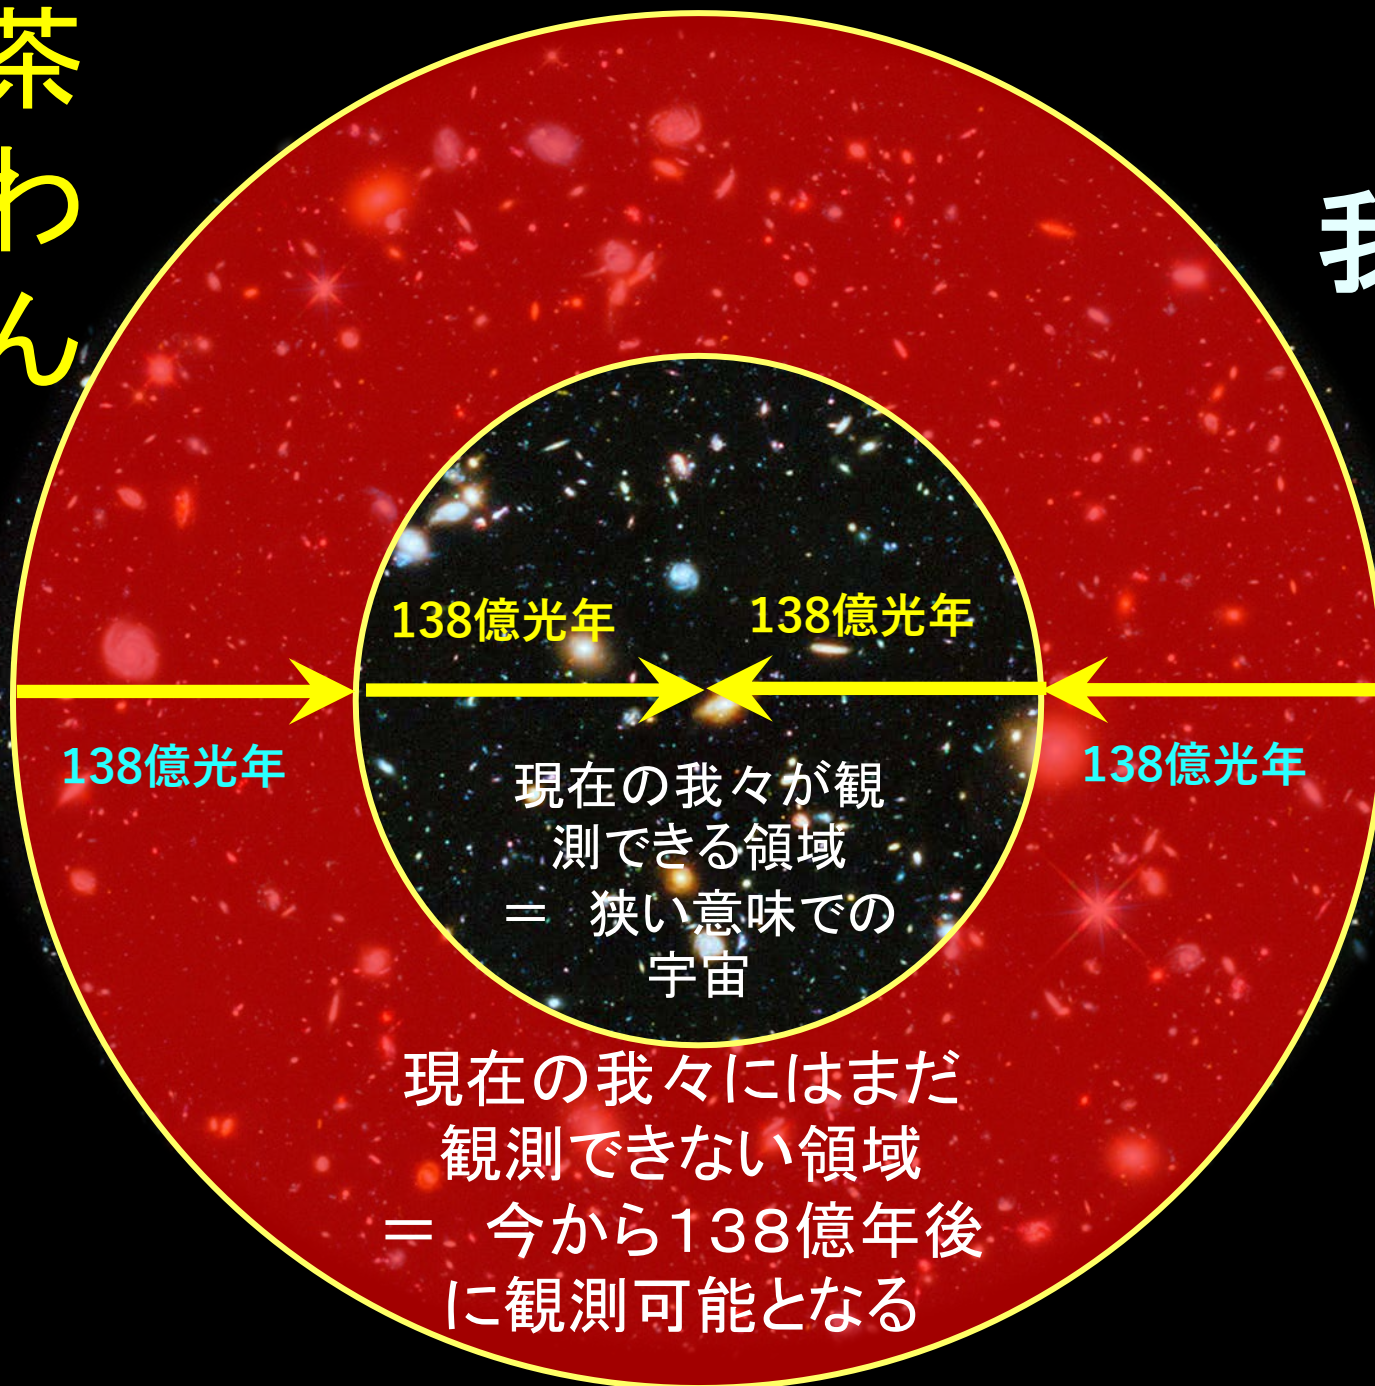 茶わん
我
138億光年
138億光年
138億光年
138億光年
現在の我々が観
測できる領域
＝　狭い意味での
宇宙
現在の我々にはまだ
観測できない領域
＝　今から１３８億年後
に観測可能となる